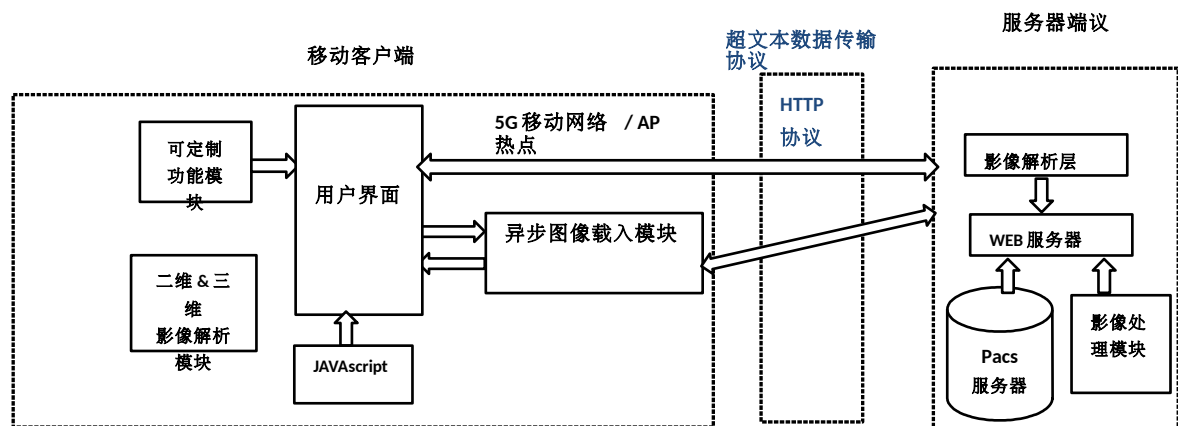 服务器端议
移动客户端
超文本数据传输
协议
HTTP
协议
5G移动网络 / AP
热点
可定制
功能模
块
用户界面
影像解析层
异步图像载入模块
WEB 服务器
二维 & 三
维
影像解析
模块
JAVAscript
Pacs
服务器
影像处
理模块